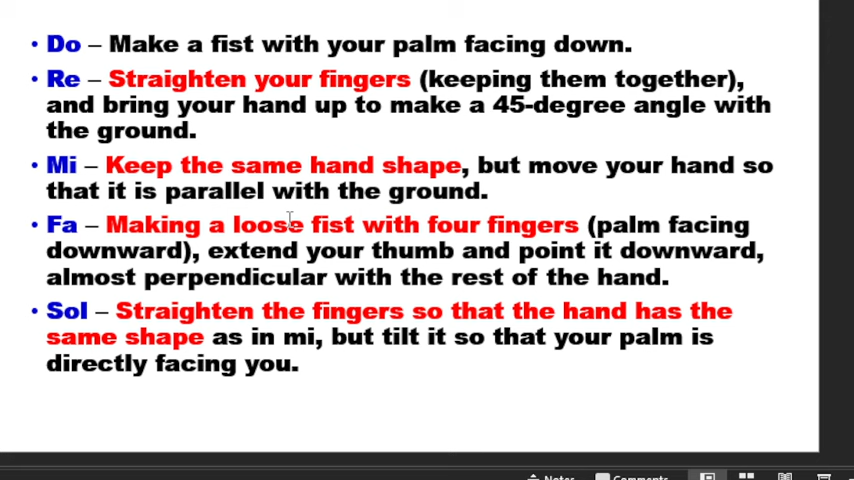 • Do – Make a fist with your palm facing down.
• Re – Straighten your fingers (keeping them together),
and bring your hand up to make a 45-degree angle with
the ground.
• Mi – Keep the same hand shape, but move your hand so
that it is parallel with the ground.
• Fa – Making a loose fist with four fingers (palm facing
downward), extend your thumb and point it downward,
almost perpendicular with the rest of the hand.
• Sol – Straighten the fingers so that the hand has the
same shape as in mi, but tilt it so that your palm is
directly facing you.
Notes Comments